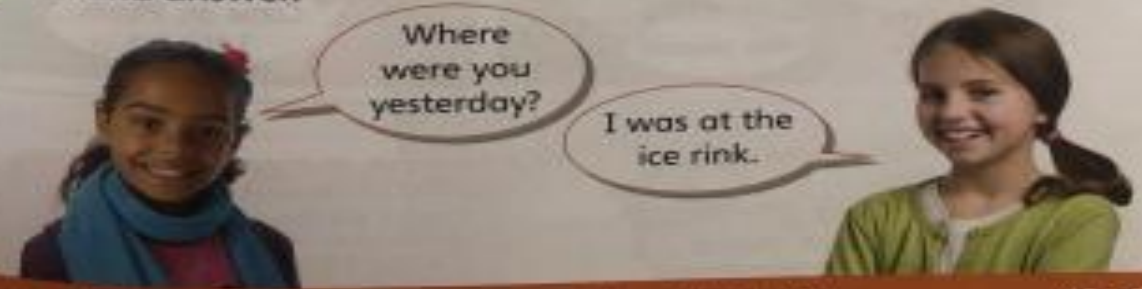 Where
were you
yesterday?
I was at the
ice rink.